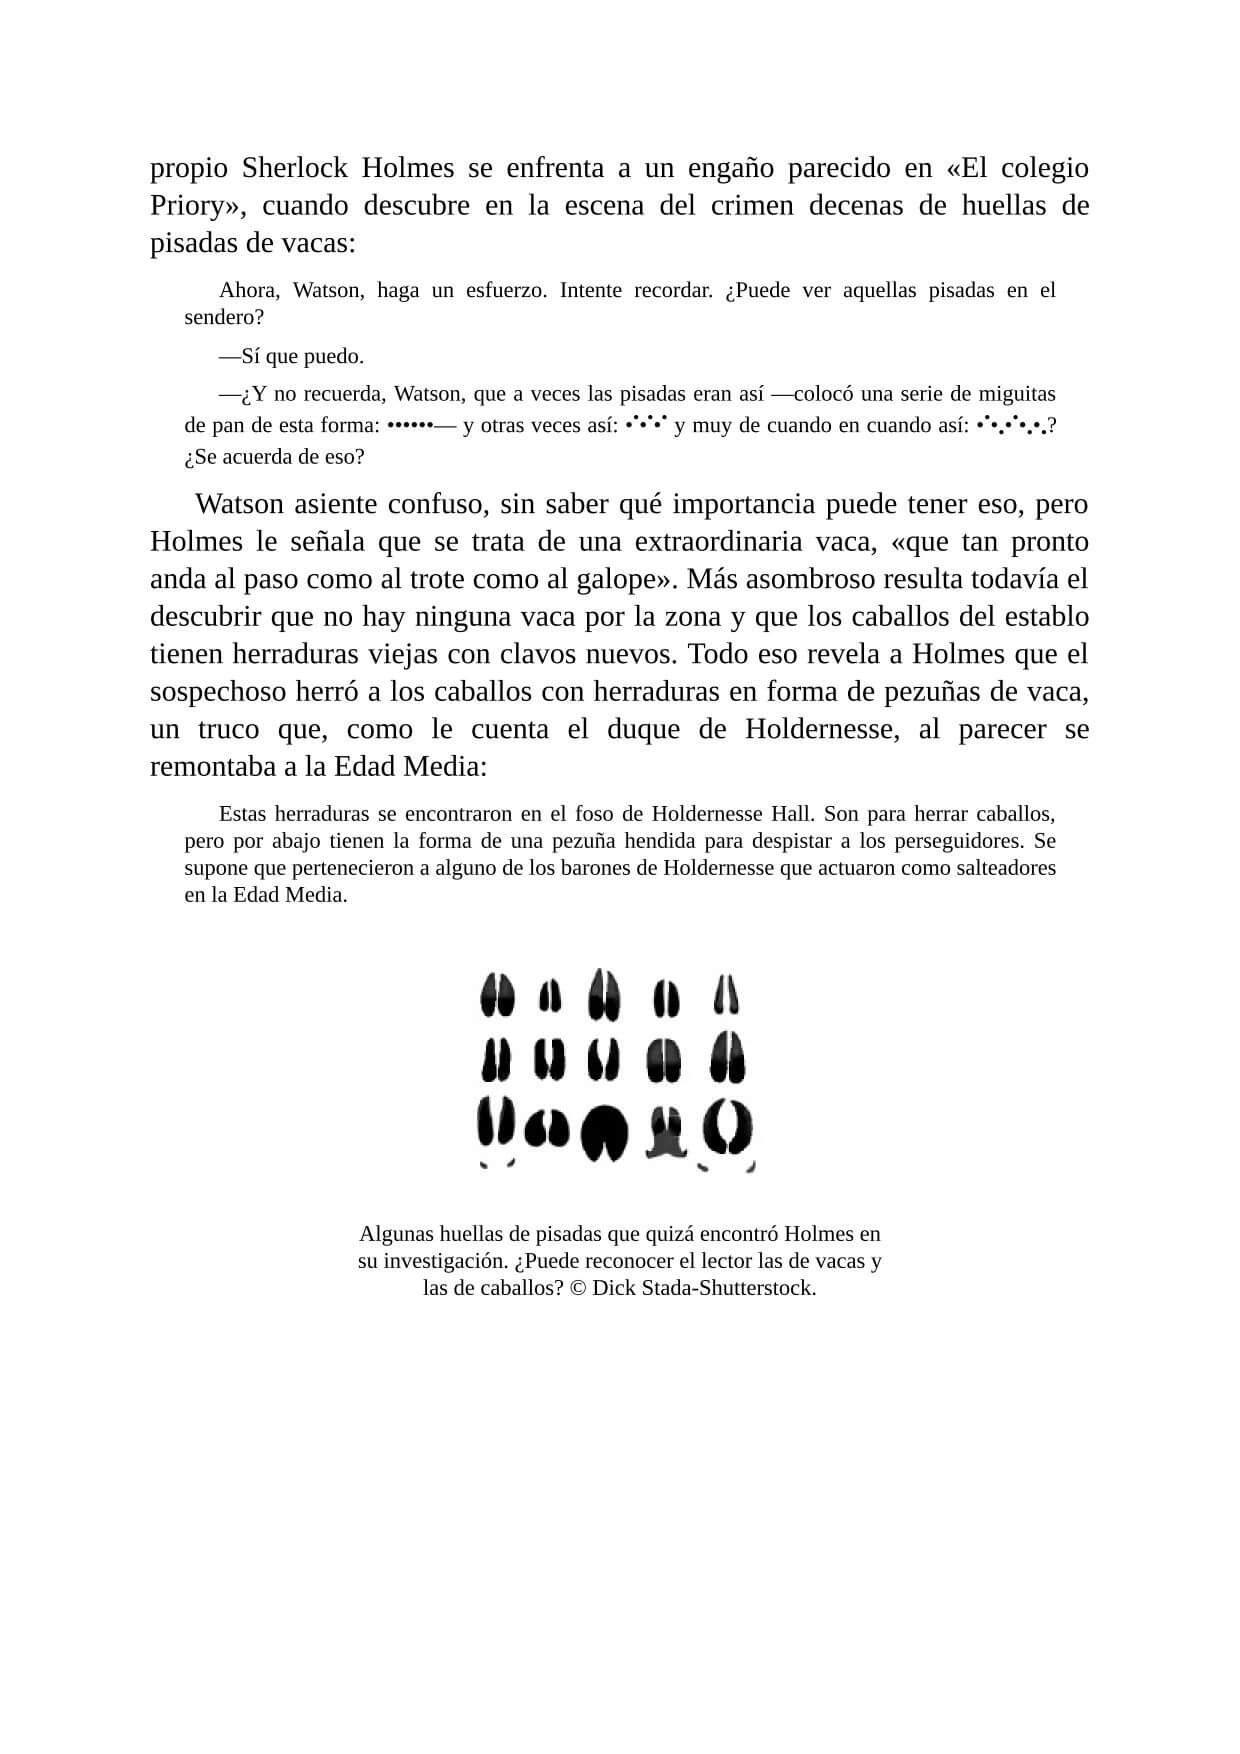 propio Sherlock Holmes se enfrenta a un engaño parecido en «El colegio
Priory», cuando descubre en la escena del crimen decenas de huellas de
pisadas de vacas:
Ahora, Watson, haga un esfuerzo. Intente recordar. ¿Puede ver aquellas pisadas en el
sendero?
—Sí que puedo.
—¿Y no recuerda, Watson, que a veces las pisadas eran así —colocó una serie de miguitas
de pan de esta forma: ••••••— y otras veces así: •˙•˙•˙ y muy de cuando en cuando así: •˙•.•˙•.•.?
¿Se acuerda de eso?
Watson asiente confuso, sin saber qué importancia puede tener eso, pero
Holmes le señala que se trata de una extraordinaria vaca, «que tan pronto
anda al paso como al trote como al galope». Más asombroso resulta todavía el
descubrir que no hay ninguna vaca por la zona y que los caballos del establo
tienen herraduras viejas con clavos nuevos. Todo eso revela a Holmes que el
sospechoso herró a los caballos con herraduras en forma de pezuñas de vaca,
un truco que, como le cuenta el duque de Holdernesse, al parecer se
remontaba a la Edad Media:
Estas herraduras se encontraron en el foso de Holdernesse Hall. Son para herrar caballos,
pero por abajo tienen la forma de una pezuña hendida para despistar a los perseguidores. Se
supone que pertenecieron a alguno de los barones de Holdernesse que actuaron como salteadores
en la Edad Media.
Algunas huellas de pisadas que quizá encontró Holmes en
su investigación. ¿Puede reconocer el lector las de vacas y
las de caballos? © Dick Stada-Shutterstock.